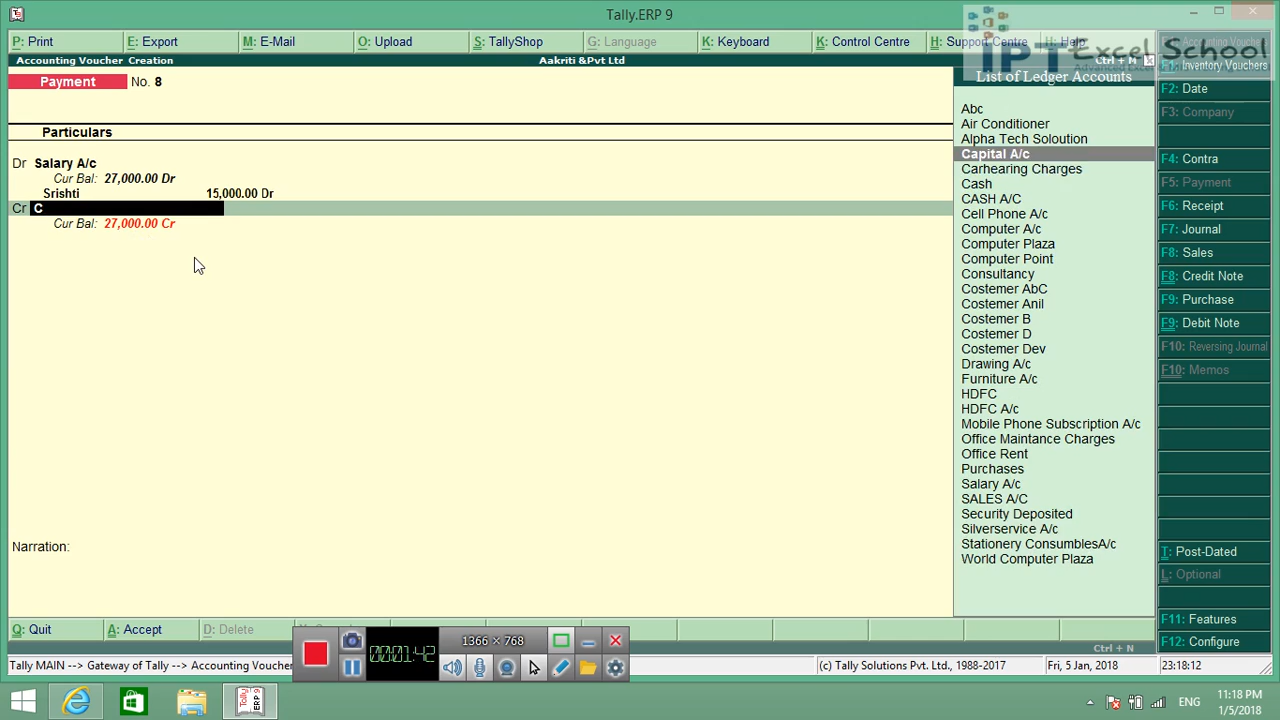 Tally.ERP 9
P: Print
E: Export
M: E-Mail
O: Upload
S: TallyShop
G: Language
K: Keyboard
K: Control Centre
H: Support Centre
H: Help
IPT Excel School
Accounting Voucher Creation
Aakriti &Pvt Ltd
Ctrl + M
Payment No. 8
Particulars
Dr Salary A/c
Cur Bal: 27,000.00 Dr
Srishti 15,000.00 Dr
Cr C
Cur Bal: 27,000.00 Cr
Narration:
List of Ledger Accounts
Abc
Air Conditioner
Alpha Tech Soloution
Capital A/c
Carhearing Charges
Cash
CASH A/C
Cell Phone A/c
Computer A/c
Computer Plaza
Computer Point
Consultancy
Costemer AbC
Costemer Anil
Costemer B
Costemer D
Costemer Dev
Drawing A/c
Furniture A/c
HDFC
HDFC A/c
Mobile Phone Subscription A/c
Office Maintance Charges
Office Rent
Purchases
Salary A/c
SALES A/C
Security Deposited
Silverservice A/c
Stationery ConsumblesA/c
World Computer Plaza
F1: Inventory Vouchers
F2: Date
F3: Company
F4: Contra
F5: Payment
F6: Receipt
F7: Journal
F8: Sales
F8: Credit Note
F9: Purchase
F9: Debit Note
F10: Reversing Journal
F10: Memos
T: Post-Dated
L: Optional
F11: Features
F12: Configure
Q: Quit
A: Accept
D: Delete
1366 × 768
00:01:42
Ctrl + N
Tally MAIN --> Gateway of Tally --> Accounting Voucher
(c) Tally Solutions Pvt. Ltd., 1988-2017
Fri, 5 Jan, 2018
23:18:12
Tally
ERP 9
ENG
11:18 PM
1/5/2018